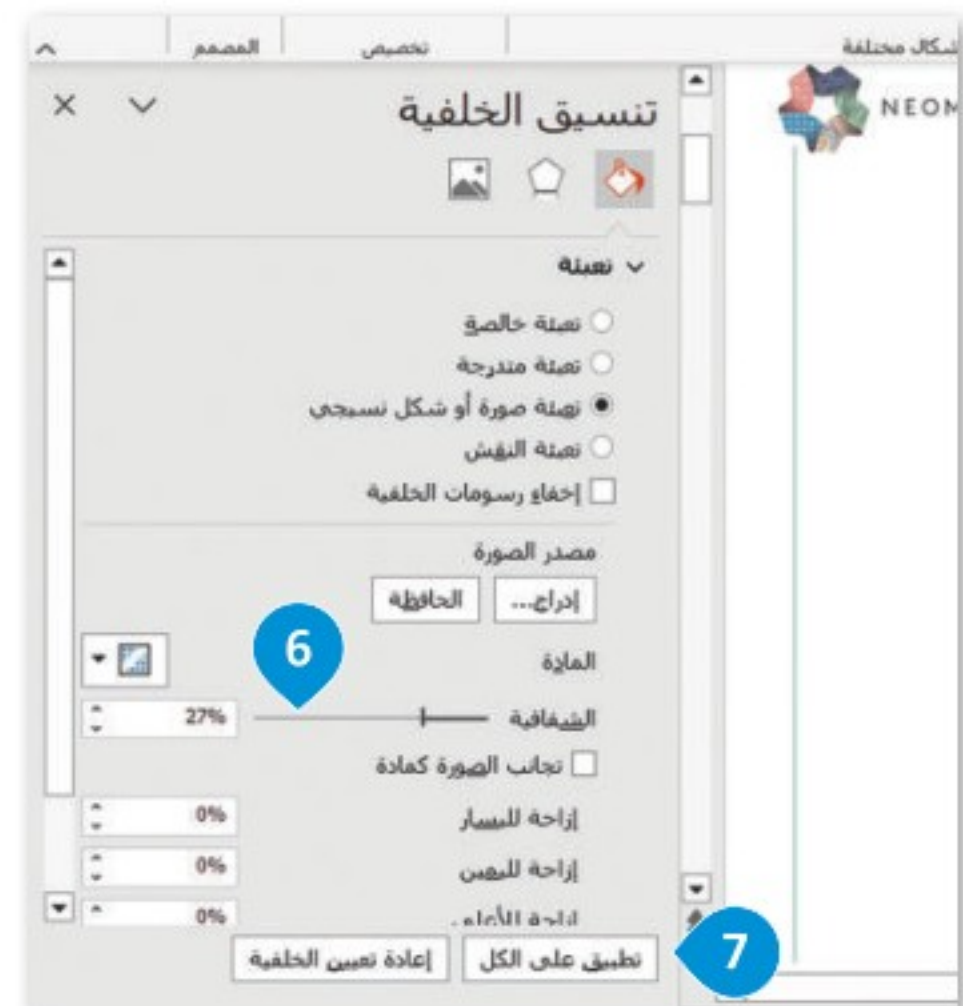 أشكال مختلفة تخصيص المصمم
NEOM
تنسيق الخلفية
تعبئة
تعبئة خالصة
تعبئة متدرجة
تعبئة صورة أو شكل نسيجي
تعبئة النقش
إخفاء رسومات الخلفية
مصدر الصورة
إدراج... الحافظة
6
المادة
الشفافية 27%
تجانب الصورة كمادة
إزاحة لليسار 0%
إزاحة لليمين 0%
إزاحة للأعلى 0%
تطبيق على الكل إعادة تعيين الخلفية
7